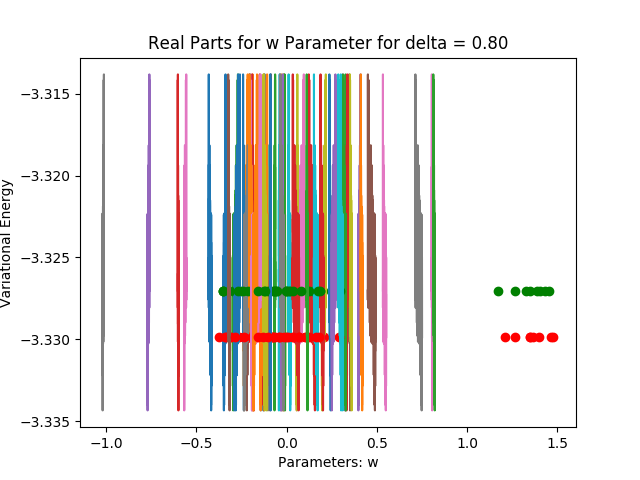 Real Parts for w Parameter for delta = 0.80
Variational Energy
−3.315
−3.320
−3.325
−3.330
−3.335
−1.0 −0.5 0.0 0.5 1.0 1.5
Parameters: w